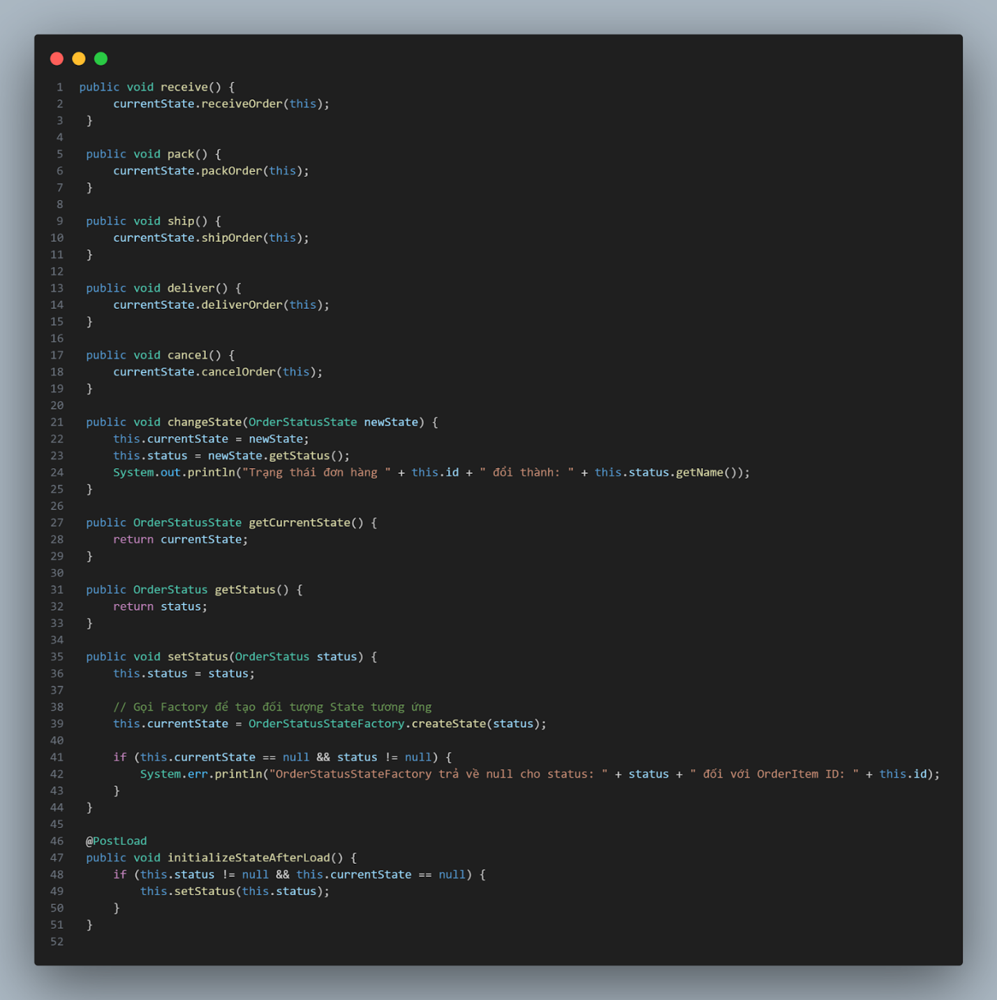 1 public void receive() {
2 currentState.receiveOrder(this);
3 }
4
5 public void pack() {
6 currentState.packOrder(this);
7 }
8
9 public void ship() {
10 currentState.shipOrder(this);
11 }
12
13 public void deliver() {
14 currentState.deliverOrder(this);
15 }
16
17 public void cancel() {
18 currentState.cancelOrder(this);
19 }
20
21 public void changeState(OrderStatusState newState) {
22 this.currentState = newState;
23 this.status = newState.getStatus();
24 System.out.println("Trạng thái đơn hàng " + this.id + " đổi thành: " + this.status.getName());
25 }
26
27 public OrderStatusState getCurrentState() {
28 return currentState;
29 }
30
31 public OrderStatus getStatus() {
32 return status;
33 }
34
35 public void setStatus(OrderStatus status) {
36 this.status = status;
37
38 // Gọi Factory để tạo đối tượng State tương ứng
39 this.currentState = OrderStatusStateFactory.createState(status);
40
41 if (this.currentState == null && status != null) {
42 System.err.println("OrderStatusStateFactory trả về null cho status: " + status + " đối với OrderItem ID: " + this.id);
43 }
44 }
45
46 @PostLoad
47 public void initializeStateAfterLoad() {
48 if (this.status != null && this.currentState == null) {
49 this.setStatus(this.status);
50 }
51 }
52